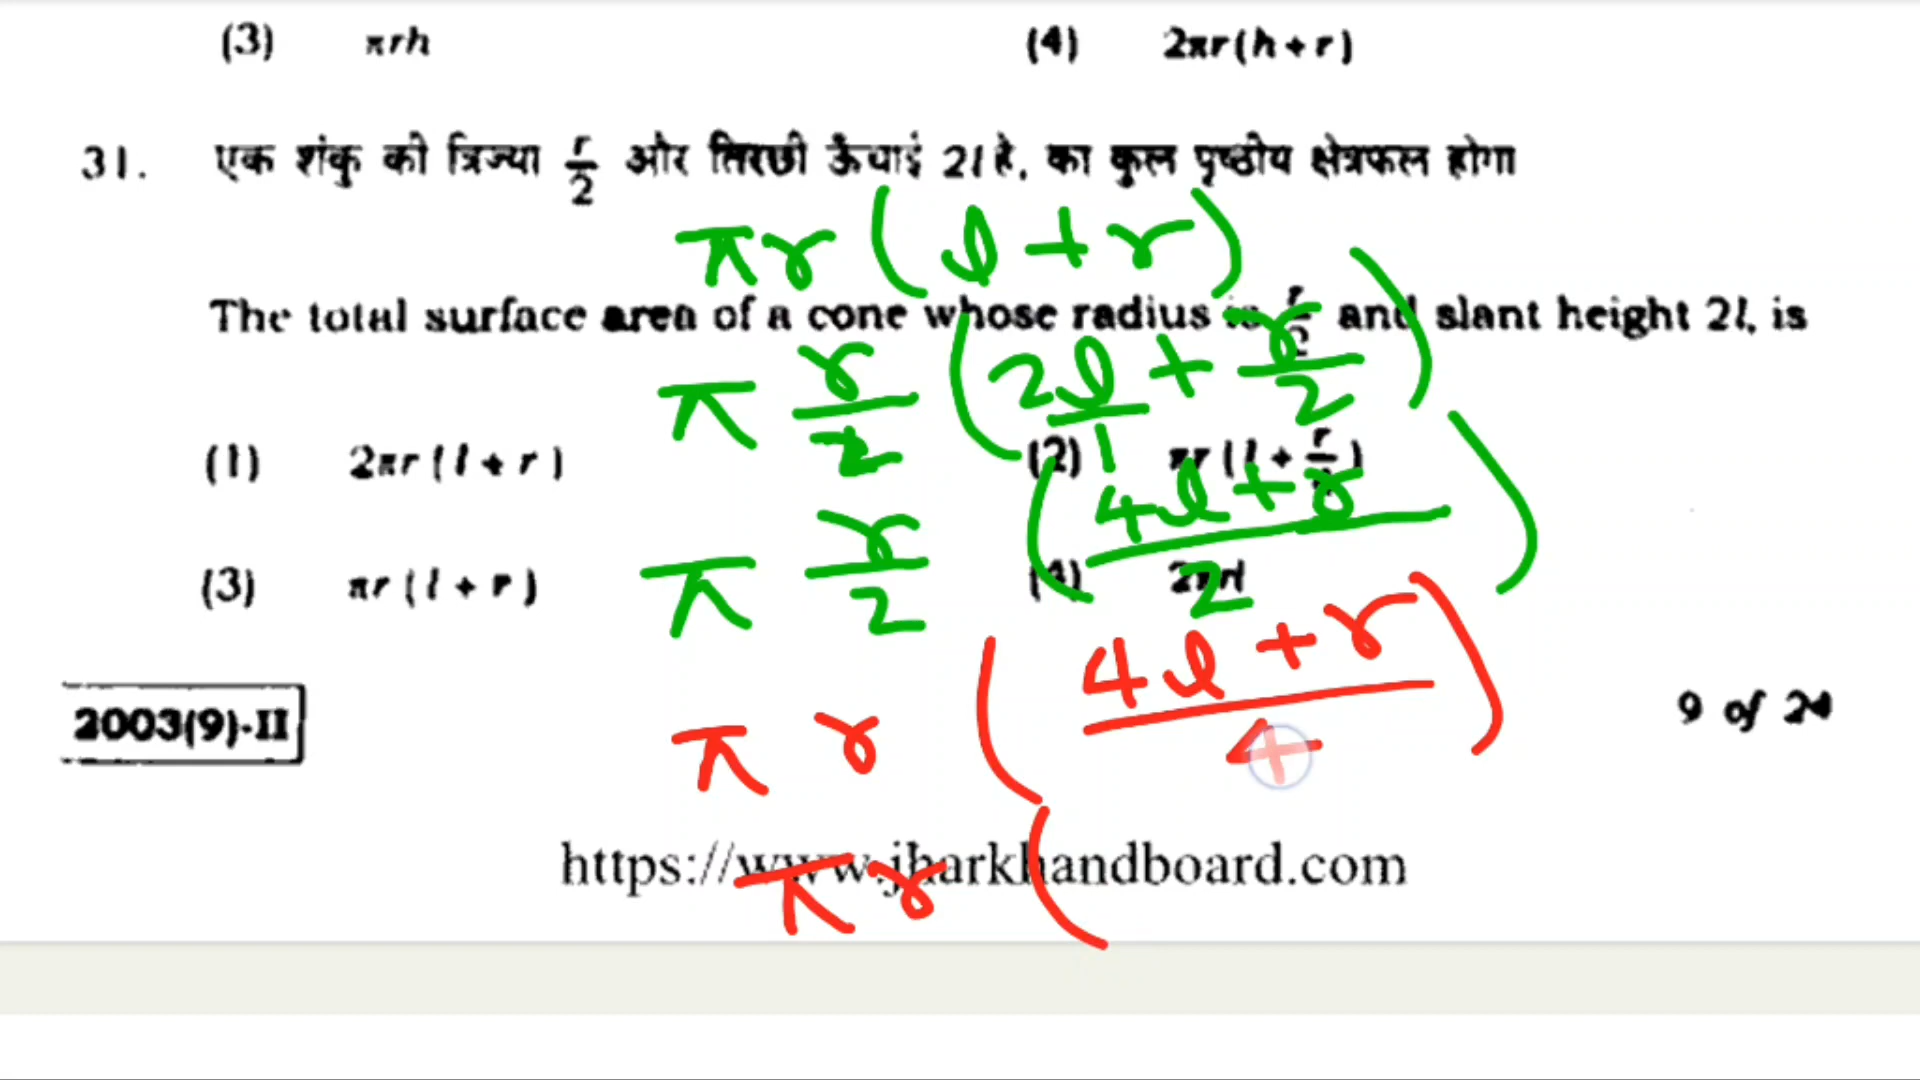 (3) πrh (4) 2πr(h+r)
31. एक शंकु की त्रिज्या r/2 और तिरछी ऊँचाई 2l है, का कुल पृष्ठीय क्षेत्रफल होगा
πr(l+r)
The total surface area of a cone whose radius is r/2 and slant height 2l, is
π r/2 (2l/1 + r/2)
(1) 2πr(l+r) (2) πr(l+r/
π r/2 (4l+r/2)
(3) πr(l+r) (4) 2πrl
πr(4l+r/4)
2003(9)-II 9 of 24
https://www.jharkhandboard.com
πr(